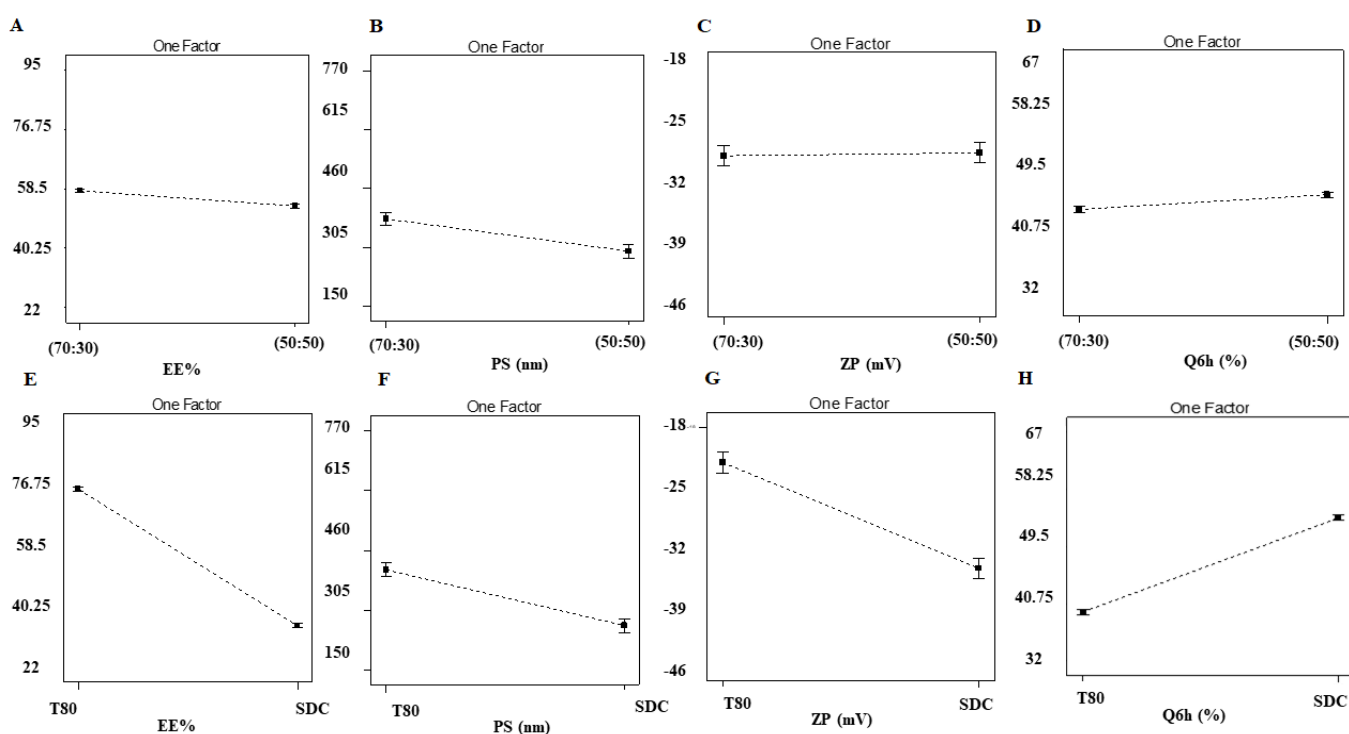 A
One Factor
95
76.75
58.5
40.25
22
(70:30)
(50:50)
EE%
B
One Factor
770
615
460
305
150
(70:30)
(50:50)
PS (nm)
C
One Factor
-18
-25
-32
-39
-46
(70:30)
(50:50)
ZP (mV)
D
One Factor
67
58.25
49.5
40.75
32
(70:30)
(50:50)
Q6h (%)
E
One Factor
95
76.75
58.5
40.25
22
T80
SDC
EE%
F
One Factor
770
615
460
305
150
T80
SDC
PS (nm)
G
One Factor
-18
-25
-32
-39
-46
T80
SDC
ZP (mV)
H
One Factor
67
58.25
49.5
40.75
32
T80
SDC
Q6h (%)